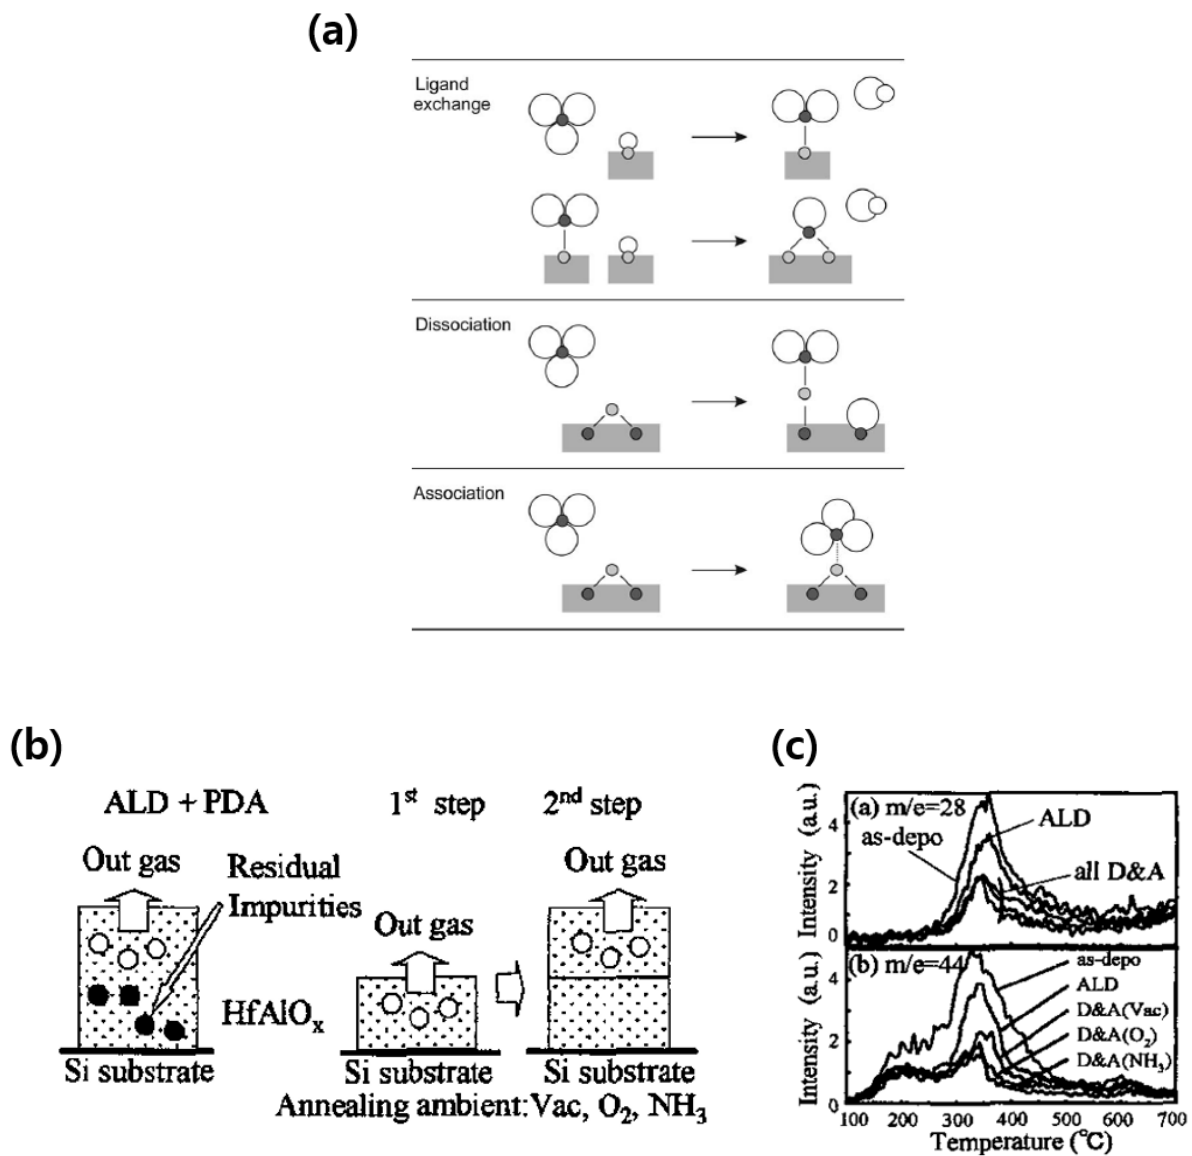 (a)
Ligand
exchange
Dissociation
Association
(b)
ALD + PDA
1st step
2nd step
Out gas
Residual
Impurities
Out gas
Out gas
HfAlOx
Si substrate
Si substrate
Si substrate
Annealing ambient:Vac, O2, NH3
(c)
Intensity (a.u.)
4
2
0
(a) m/e=28
as-depo
ALD
all D&A
Intensity (a.u.)
4
2
0
(b) m/e=44
as-depo
ALD
D&A(Vac)
D&A(O2)
D&A(NH3)
100 200 300 400 500 600 700
Temperature (℃)